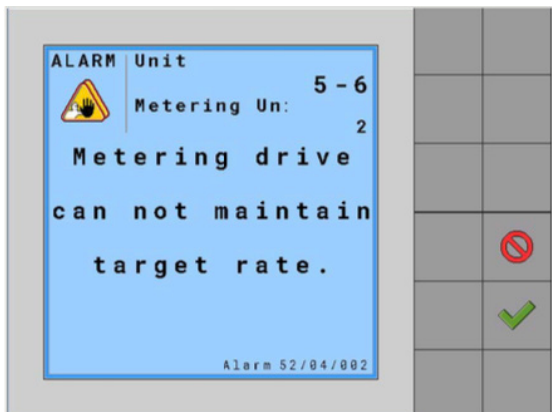 ALARM Unit
5-6
Metering Un:
2
Metering drive
can not maintain
target rate.
Alarm 52/04/002